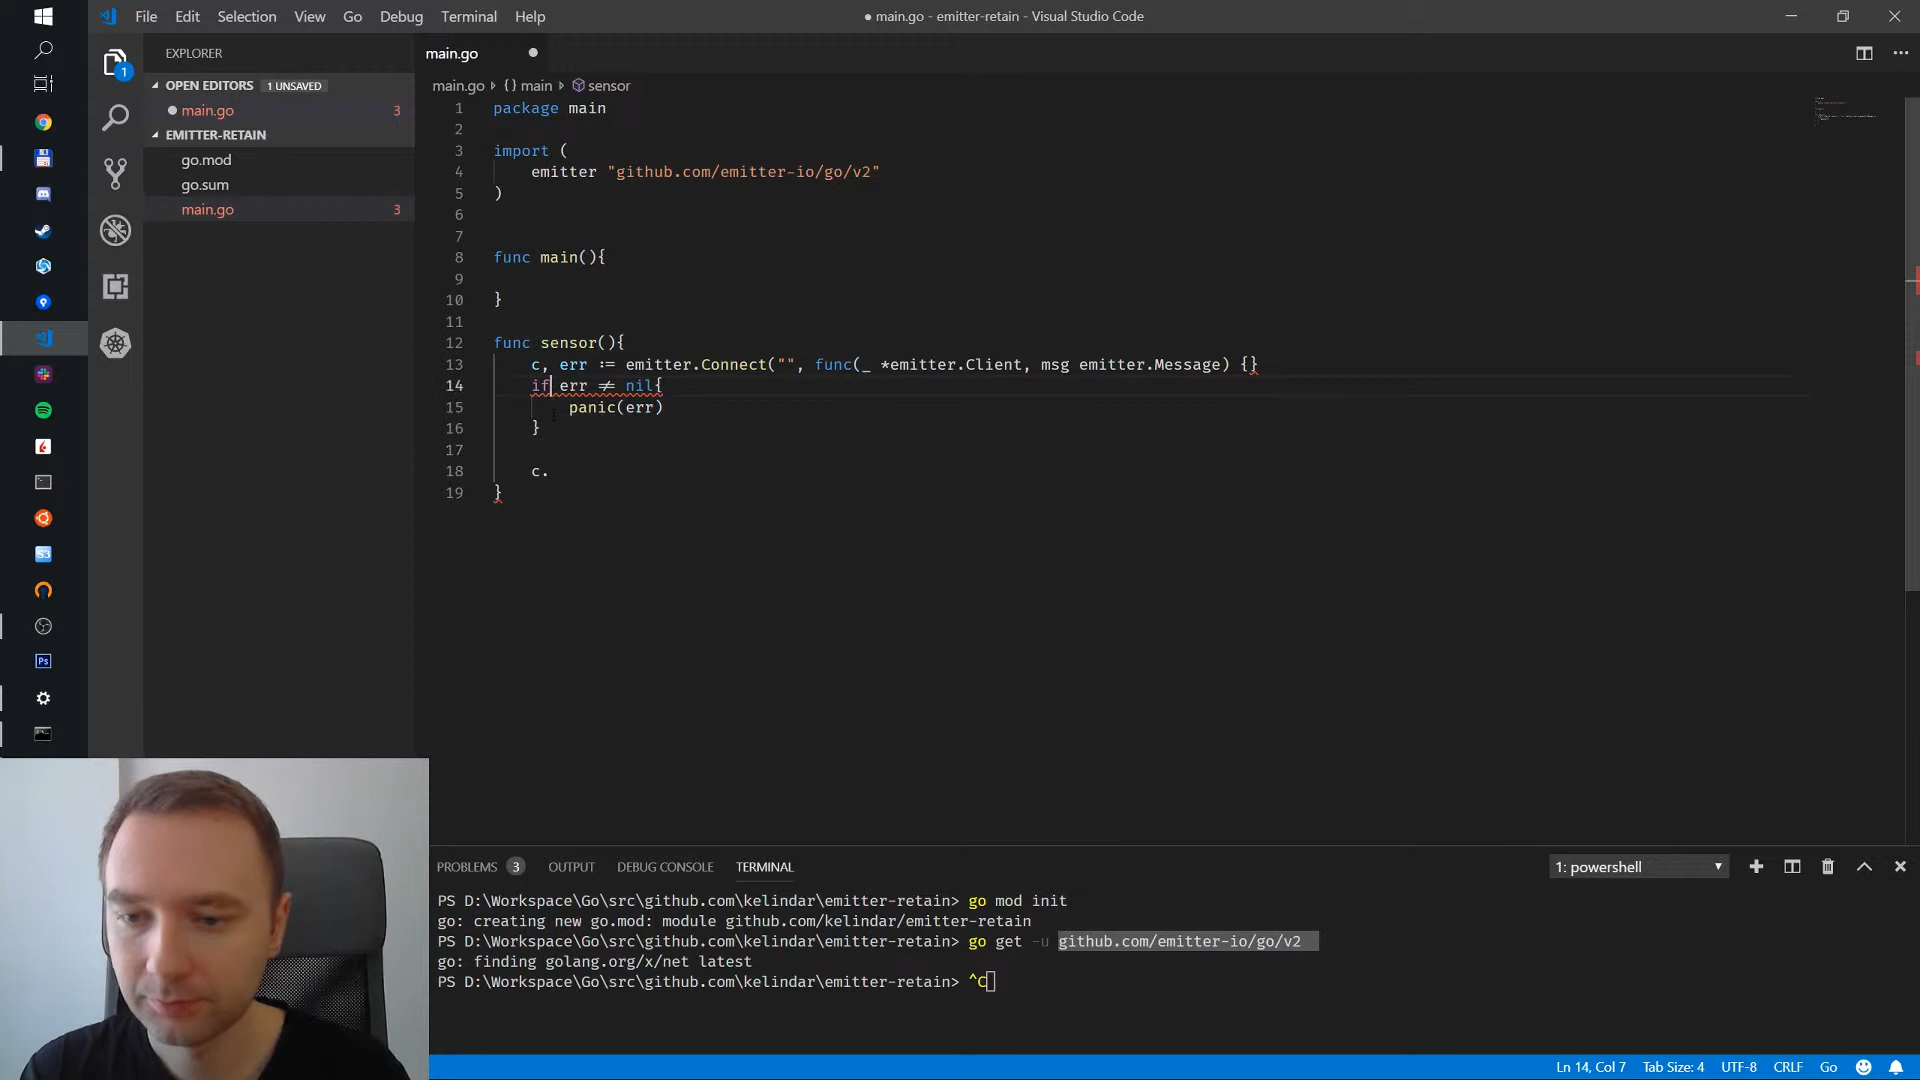 File Edit Selection View Go Debug Terminal Help
● main.go - emitter-retain - Visual Studio Code
EXPLORER
OPEN EDITORS 1 UNSAVED
main.go 3
EMITTER-RETAIN
go.mod
go.sum
main.go 3
1
main.go
main.go > {} main > sensor
1 package main
2
3 import (
4 emitter "github.com/emitter-io/go/v2"
5 )
6
7
8 func main(){
9
10 }
11
12 func sensor(){
13 c, err := emitter.Connect("", func(_ *emitter.Client, msg emitter.Message) {}
14 if err ≠ nil{
15 panic(err)
16 }
17
18 c.
19 }
PROBLEMS 3 OUTPUT DEBUG CONSOLE TERMINAL
1: powershell
PS D:\Workspace\Go\src\github.com\kelindar\emitter-retain> go mod init
go: creating new go.mod: module github.com/kelindar/emitter-retain
PS D:\Workspace\Go\src\github.com\kelindar\emitter-retain> go get -u github.com/emitter-io/go/v2
go: finding golang.org/x/net latest
PS D:\Workspace\Go\src\github.com\kelindar\emitter-retain> ^C
Ln 14, Col 7 Tab Size: 4 UTF-8 CRLF Go
S3
Ps